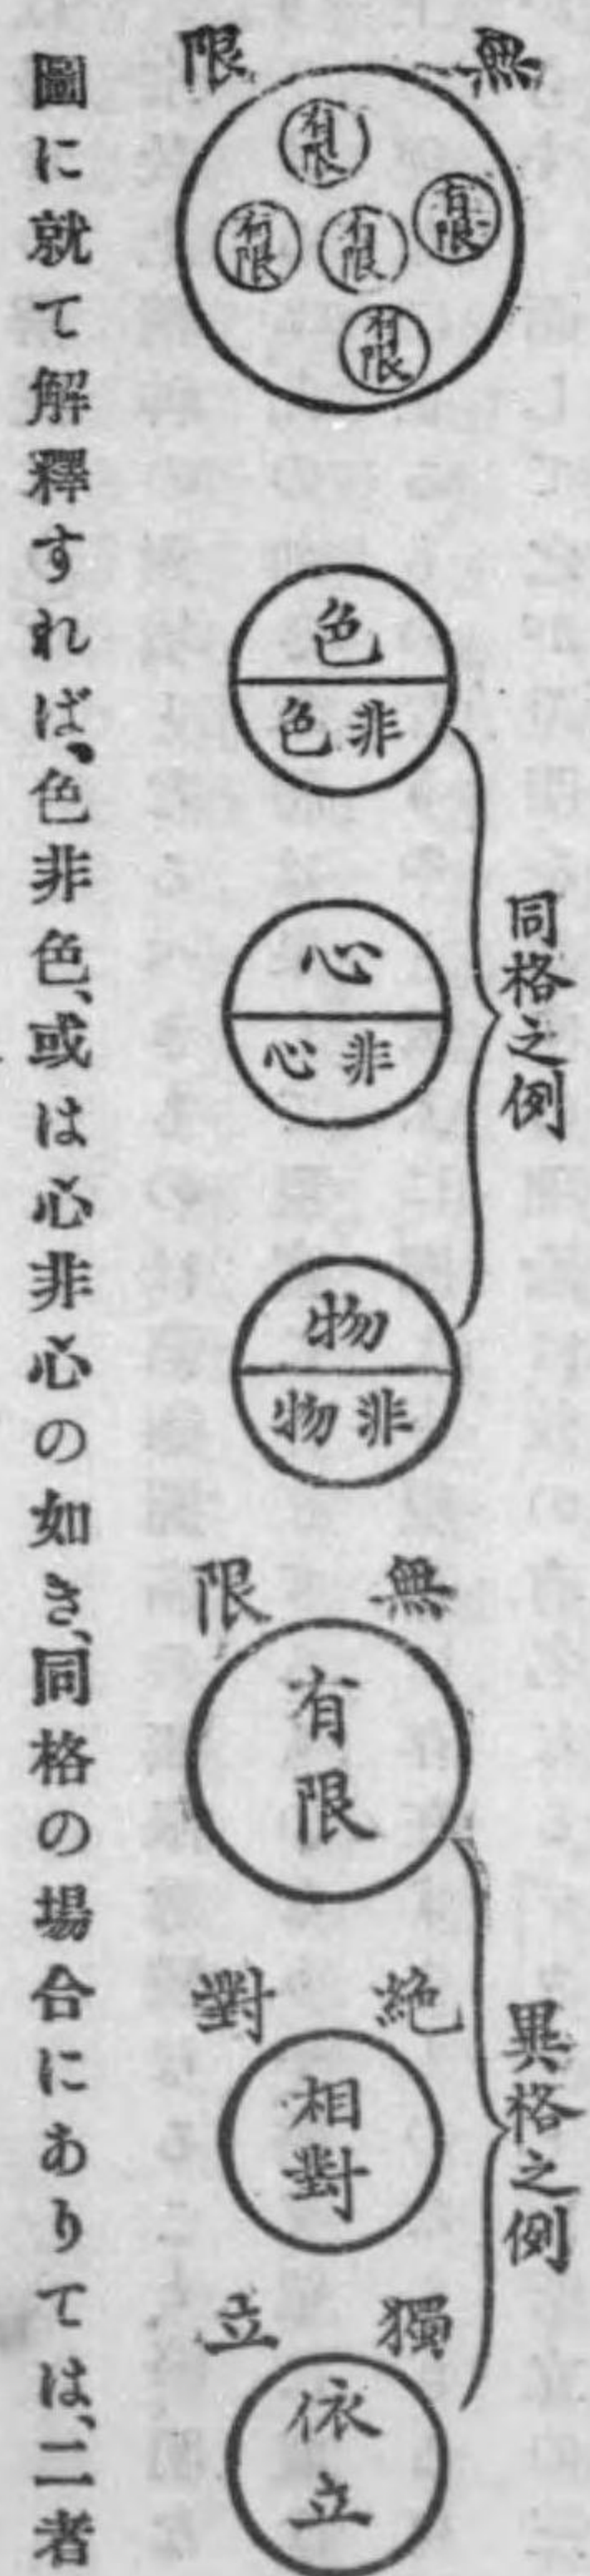 無限
有限
有限
有限
有限
有限
同格之例
色
非色
心
非心
物
非物
異格之例
無限
有限
絶對
相對
獨立
依立
圖に就て解釋すれば、色非色、或は心非心の如き、同格の場合にありては、二者